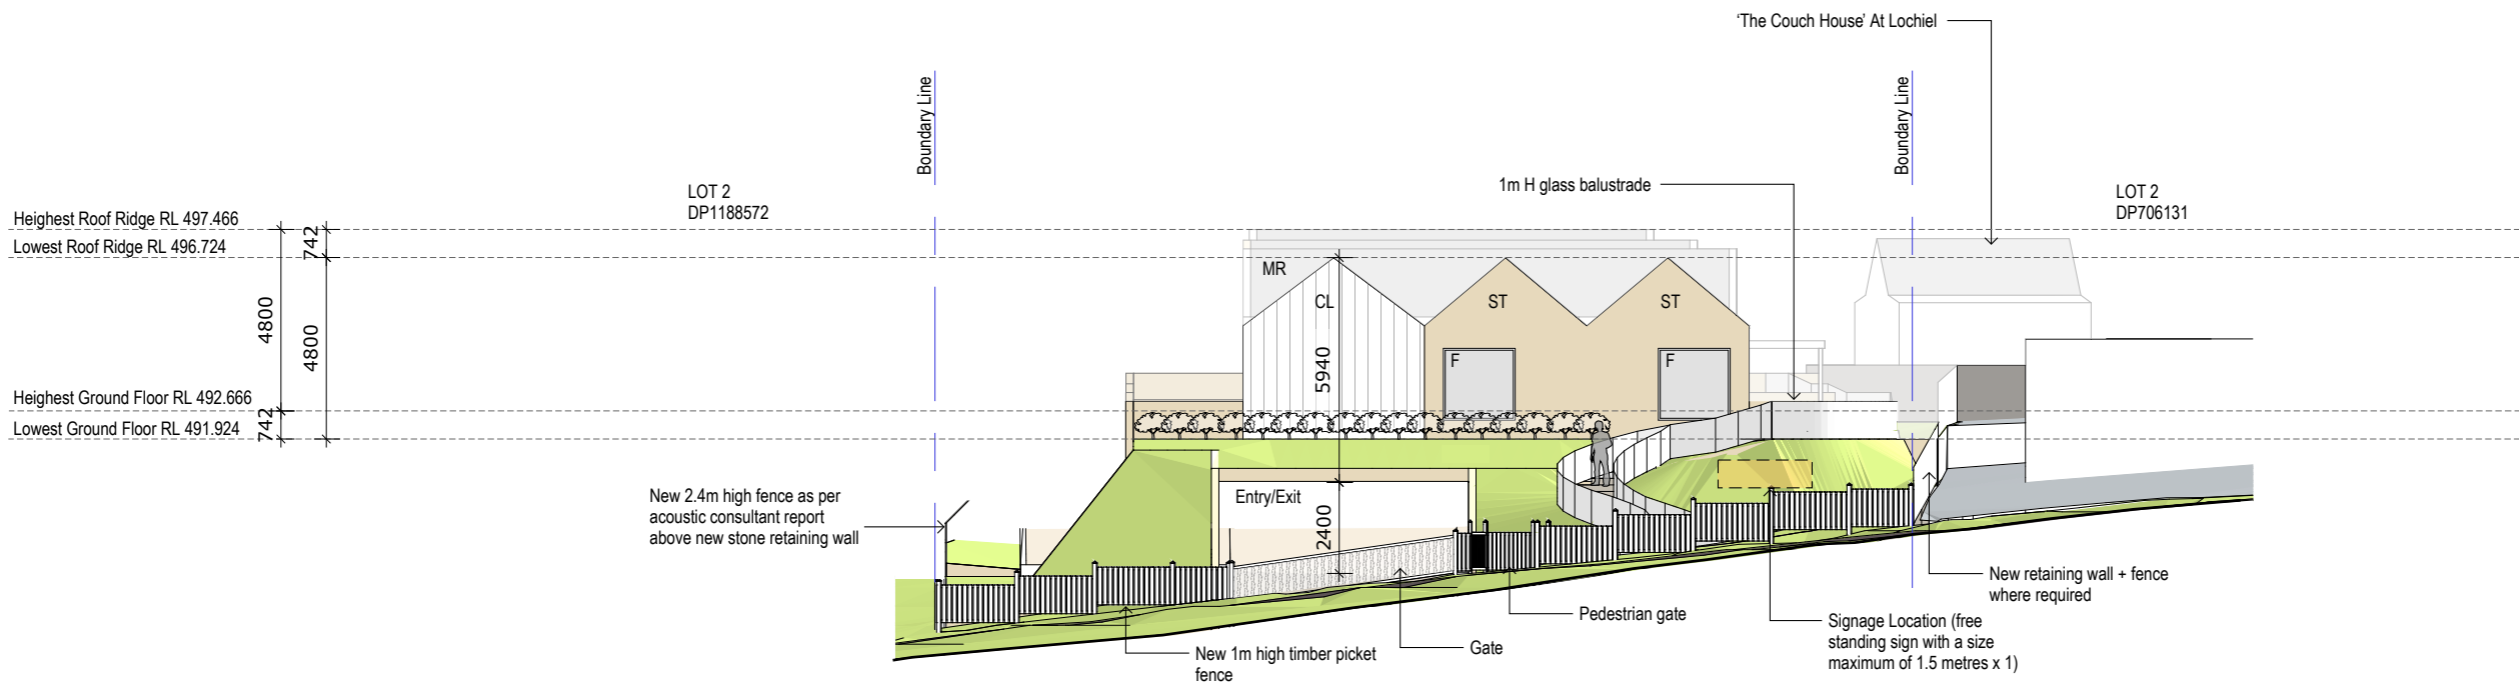 'The Couch House' At Lochiel
Boundary Line
Boundary Line
1m H glass balustrade
LOT 2
DP1188572
LOT 2
DP706131
Heighest Roof Ridge RL 497.466
Lowest Roof Ridge RL 496.724
742
4800
4800
Heighest Ground Floor RL 492.666
Lowest Ground Floor RL 491.924
742
MR
CL
ST
ST
F
F
5940
Entry/Exit
2400
New 2.4m high fence as per
acoustic consultant report
above new stone retaining wall
New retaining wall + fence
where required
Pedestrian gate
Signage Location (free
standing sign with a size
maximum of 1.5 metres x 1)
Gate
New 1m high timber picket
fence